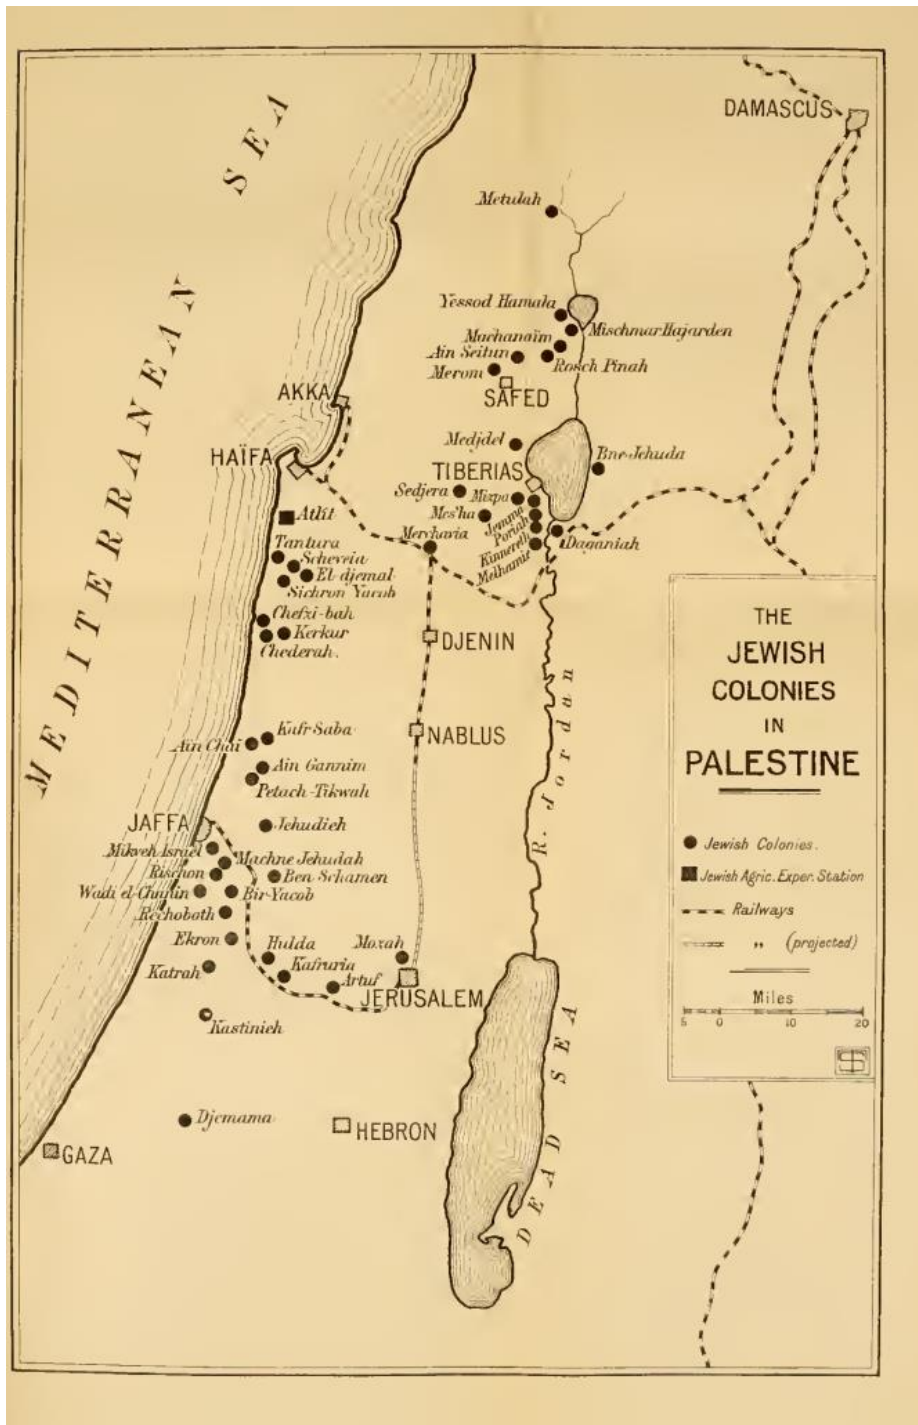 MEDITERRANEAN SEA
DAMASCUS
Metulah
Yessod Hamala
Machanaïm
Mischmar Hajarden
Ain Seitun
Rosch Pinah
Merom
SAFED
AKKA
HAÏFA
Medjdel
TIBERIAS
Bne-Jehuda
Sedjera
Mizpa
Mes'ha
Jemma
Poriah
Kinnereth
Melhamie
Daganiah
Merchavia
Atlit
Tantura
Scheveia
El-djemal
Sichron Yacob
Chefzi-bah
Kerkur
Chederah.
DJENIN
NABLUS
R. Jordan
Kafr Saba
Ain Chai
Ain Gannim
Petach-Tikwah
Jehudieh
JAFFA
Mikveh Israel
Machne Jehudah
Rischon
Ben Schamen
Wadi el-Chanin
Bir-Yacob
Rechoboth
Ekron
Hulda
Mozah
Kafruria
Katrah
Artuf
JERUSALEM
Kastinieh
Djemama
HEBRON
GAZA
DEAD SEA
THE
JEWISH
COLONIES
IN
PALESTINE
Jewish Colonies.
Jewish Agric. Exper. Station
Railways
„ (projected)
Miles
5 0 10 20